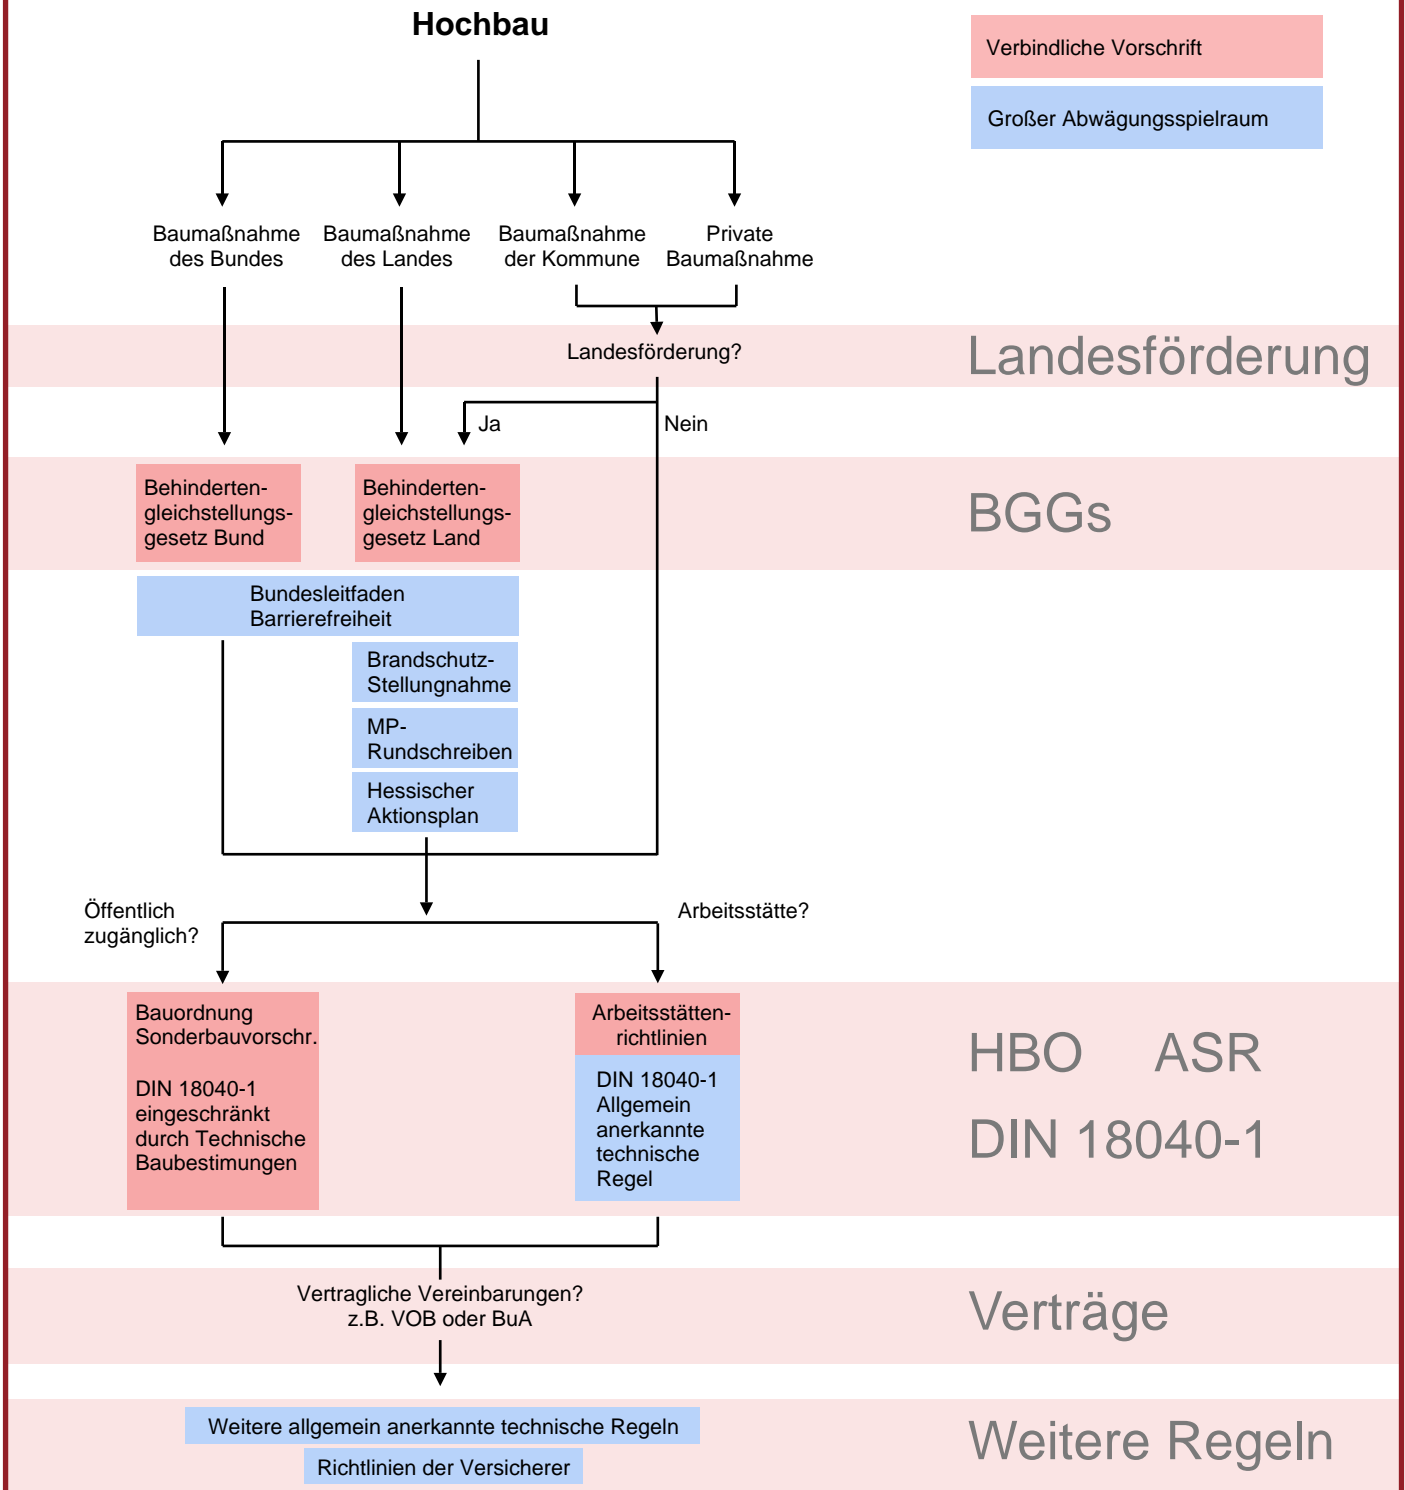 Hochbau
Verbindliche Vorschrift
Großer Abwägungsspielraum
Baumaßnahme
des Bundes
Baumaßnahme
des Landes
Baumaßnahme
der Kommune
Private
Baumaßnahme
Landesförderung?
Landesförderung
Ja
Nein
Behinderten-
gleichstellungs-
gesetz Bund
Behinderten-
gleichstellungs-
gesetz Land
BGGs
Bundesleitfaden
Barrierefreiheit
Brandschutz-
Stellungnahme
MP-
Rundschreiben
Hessischer
Aktionsplan
Öffentlich
zugänglich?
Arbeitsstätte?
Bauordnung
Sonderbauvorschr.
DIN 18040-1
eingeschränkt
durch Technische
Baubestimungen
Arbeitsstätten-
richtlinien
DIN 18040-1
Allgemein
anerkannte
technische
Regel
HBO ASR
DIN 18040-1
Vertragliche Vereinbarungen?
z.B. VOB oder BuA
Verträge
Weitere allgemein anerkannte technische Regeln
Richtlinien der Versicherer
Weitere Regeln